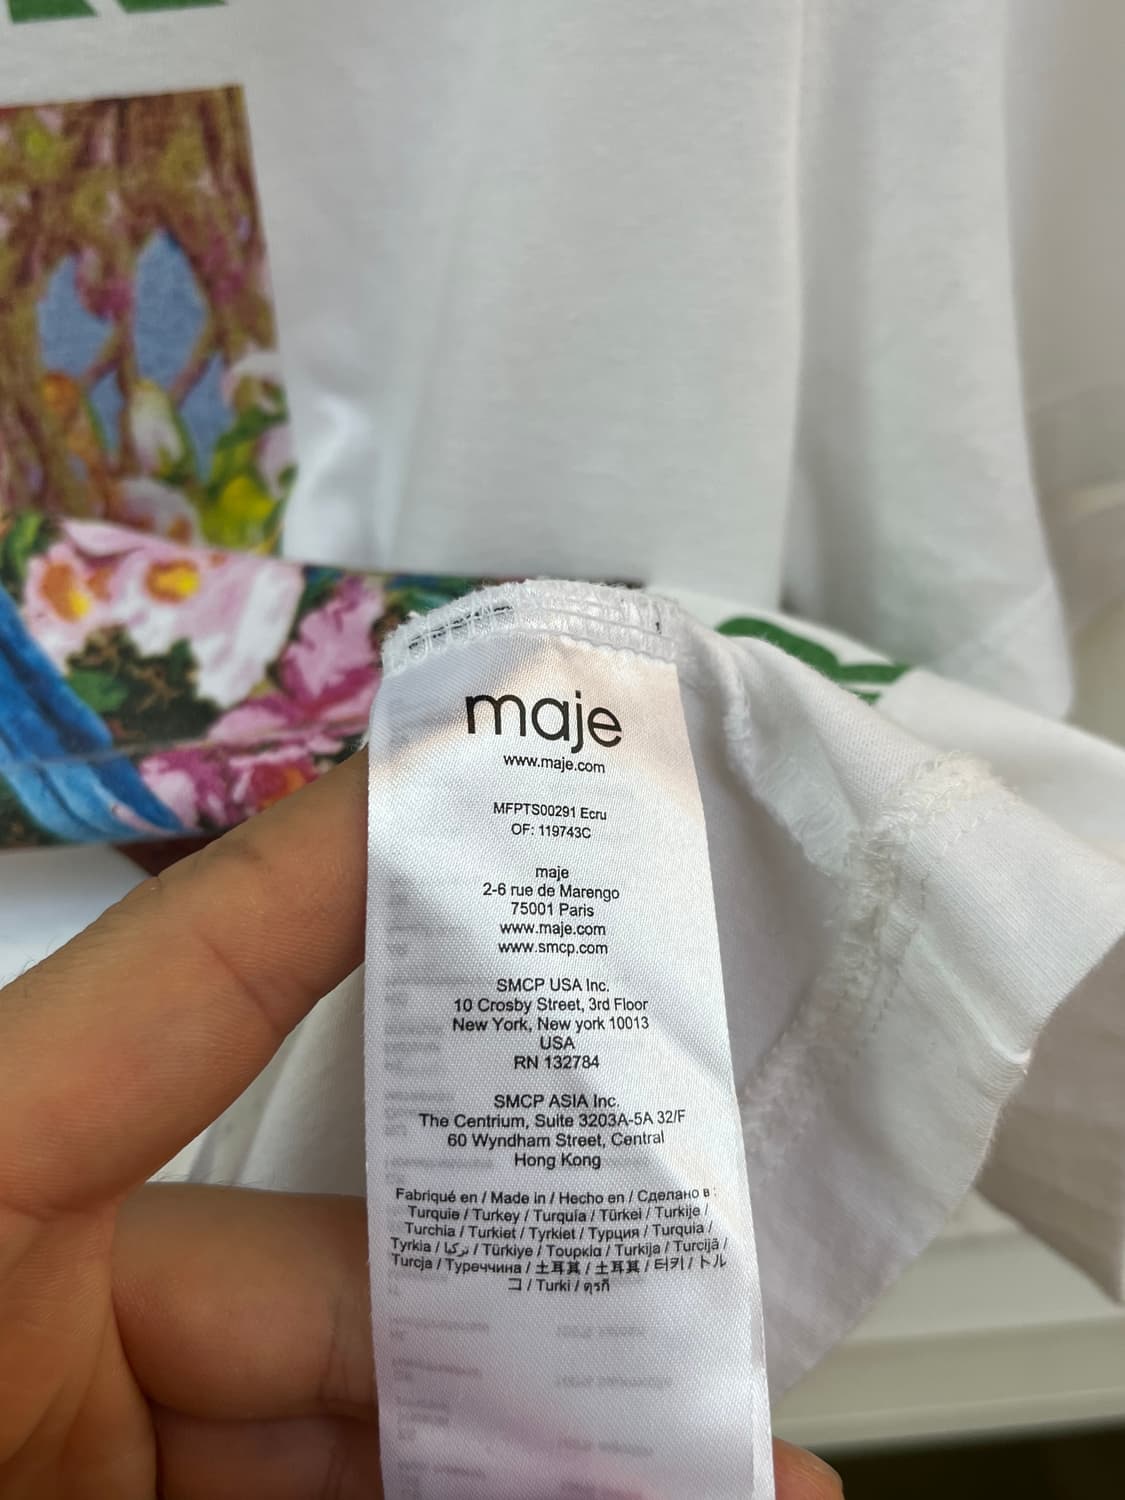 maje
www.maje.com
MFPTS00291 Ecru
OF: 119743C
maje
2-6 rue de Marengo
75001 Paris
www.maje.com
www.smcp.com
SMCP USA Inc.
10 Crosby Street, 3rd Floor
New York, New york 10013
USA
RN 132784
SMCP ASIA Inc.
The Centrium, Suite 3203A-5A 32/F
60 Wyndham Street, Central
Hong Kong
Fabriqué en / Made in / Hecho en / Сделано в :
Turquie / Turkey / Turquía / Türkei / Turkije /
Turchia / Turkiet / Tyrkiet / Турция / Turquia /
Tyrkia / تركيا / Türkiye / Τουρκία / Turkija / Turcijā /
Turcja / Туреччина / 土耳其 / 土耳其 / 터키 / トル
コ / Turki / ตุรกี